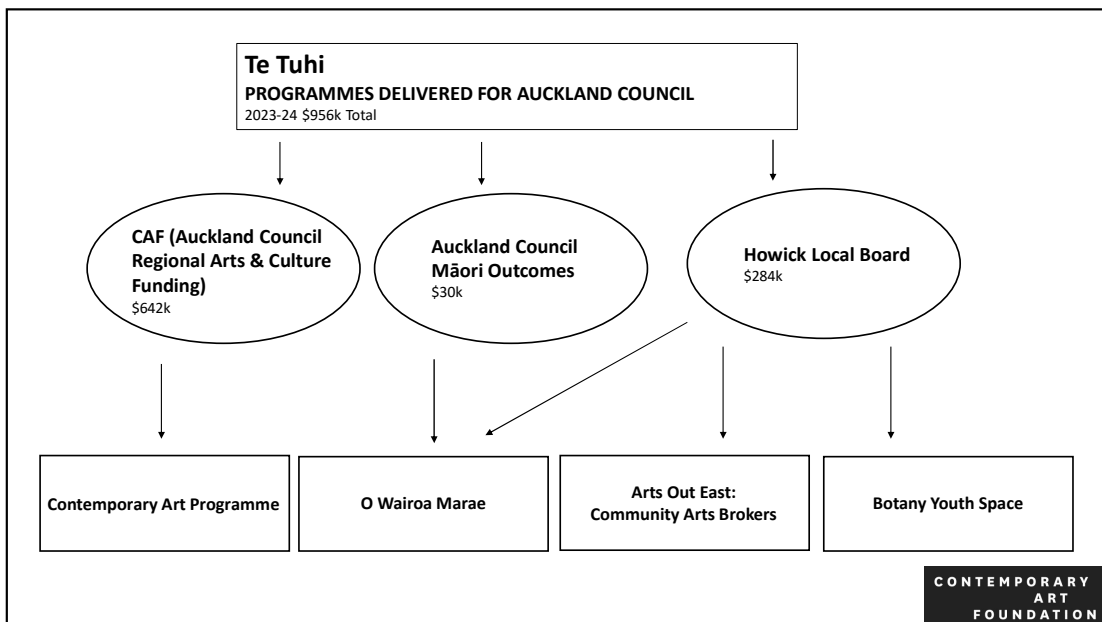 Te Tuhi
PROGRAMMES DELIVERED FOR AUCKLAND COUNCIL
2023-24 $956k Total
CAF (Auckland Council
Regional Arts & Culture
Funding)
$642k
Auckland Council
Māori Outcomes
$30k
Howick Local Board
$284k
Contemporary Art Programme
O Wairoa Marae
Arts Out East:
Community Arts Brokers
Botany Youth Space
CONTEMPORARY
ART
FOUNDATION